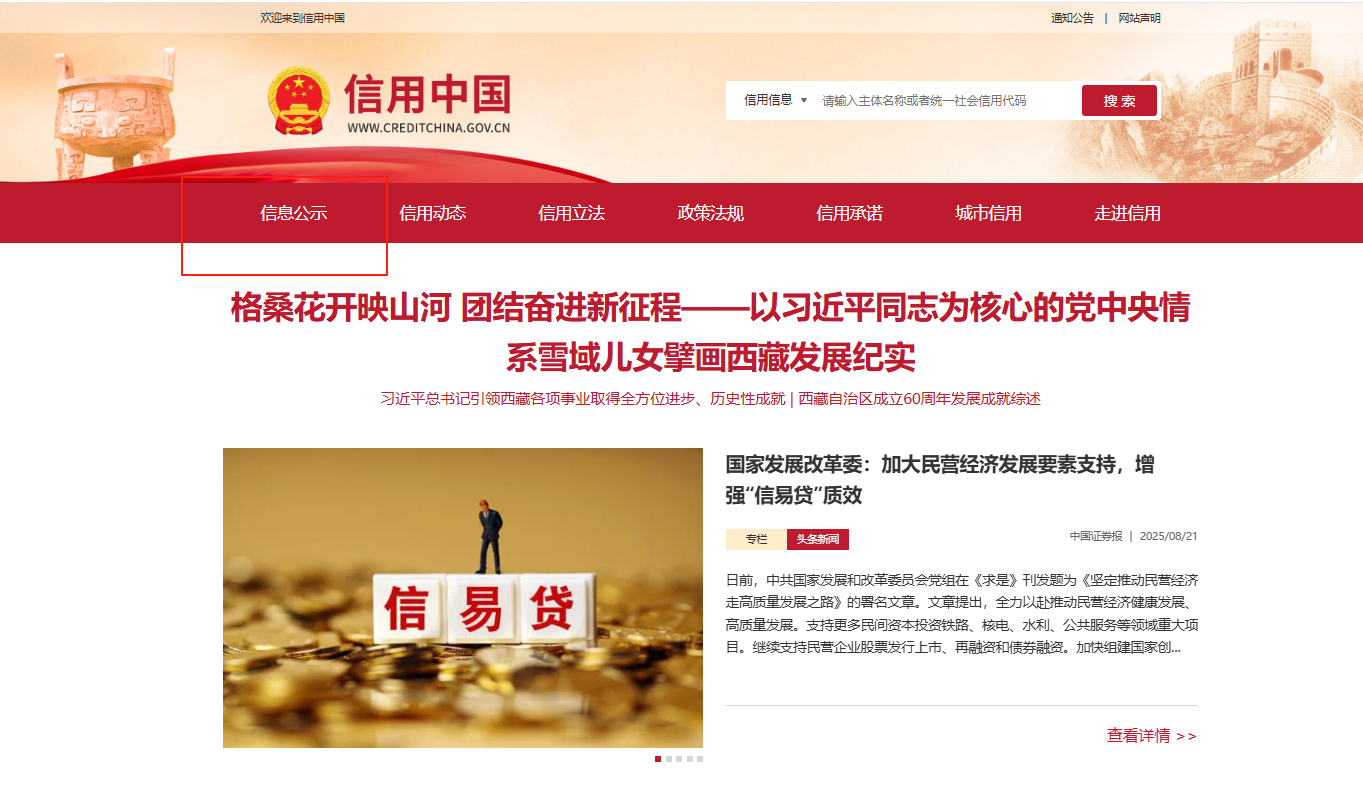 欢迎来到信用中国
通知公告 | 网站声明
信用中国
WWW.CREDITCHINA.GOV.CN
信用信息 请输入主体名称或者统一社会信用代码 搜 索
信息公示 信用动态 信用立法 政策法规 信用承诺 城市信用 走进信用
格桑花开映山河 团结奋进新征程——以习近平同志为核心的党中央情
系雪域儿女擘画西藏发展纪实
习近平总书记引领西藏各项事业取得全方位进步、历史性成就 | 西藏自治区成立60周年发展成就综述
信易贷
国家发展改革委：加大民营经济发展要素支持，增
强“信易贷”质效
专栏 头条新闻 中国证券报 | 2025/08/21
日前，中共国家发展和改革委员会党组在《求是》刊发题为《坚定推动民营经济
走高质量发展之路》的署名文章。文章提出，全力以赴推动民营经济健康发展、
高质量发展。支持更多民间资本投资铁路、核电、水利、公共服务等领域重大项
目。继续支持民营企业股票发行上市、再融资和债券融资。加快组建国家创...
查看详情 >>